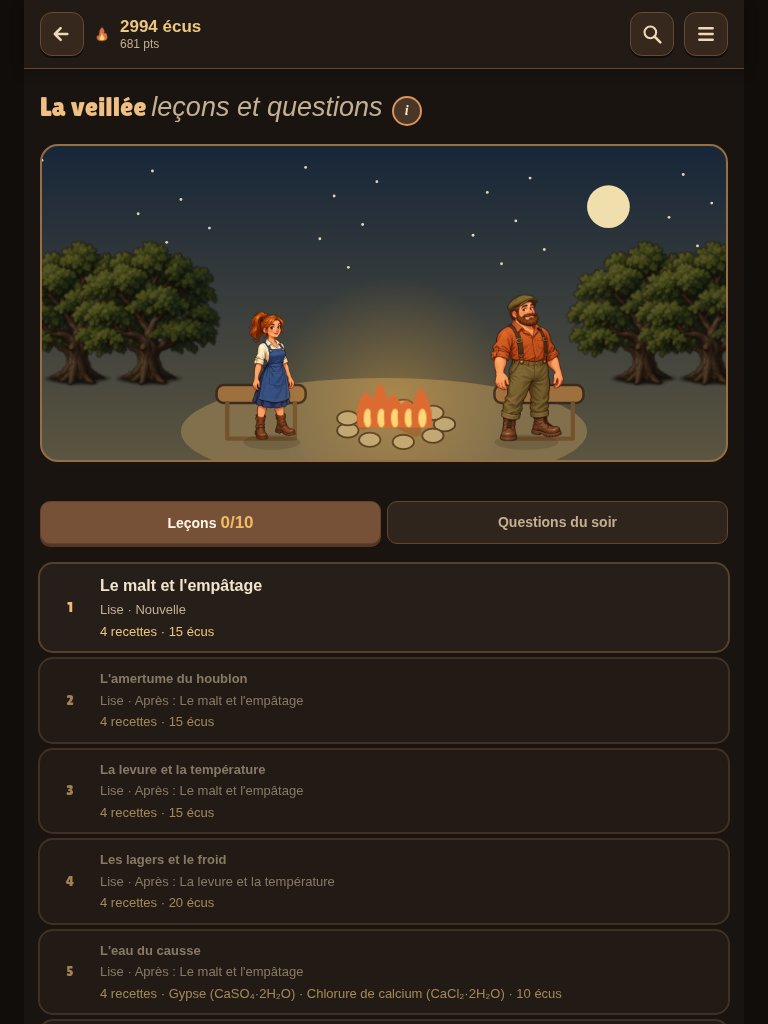 2994 écus
681 pts
La veillée leçons et questions i
Leçons 0/10
Questions du soir
1
Le malt et l'empâtage
Lise · Nouvelle
4 recettes · 15 écus
2
L'amertume du houblon
Lise · Après : Le malt et l'empâtage
4 recettes · 15 écus
3
La levure et la température
Lise · Après : Le malt et l'empâtage
4 recettes · 15 écus
4
Les lagers et le froid
Lise · Après : La levure et la température
4 recettes · 20 écus
5
L'eau du causse
Lise · Après : Le malt et l'empâtage
4 recettes · Gypse (CaSO₄·2H₂O) · Chlorure de calcium (CaCl₂·2H₂O) · 10 écus